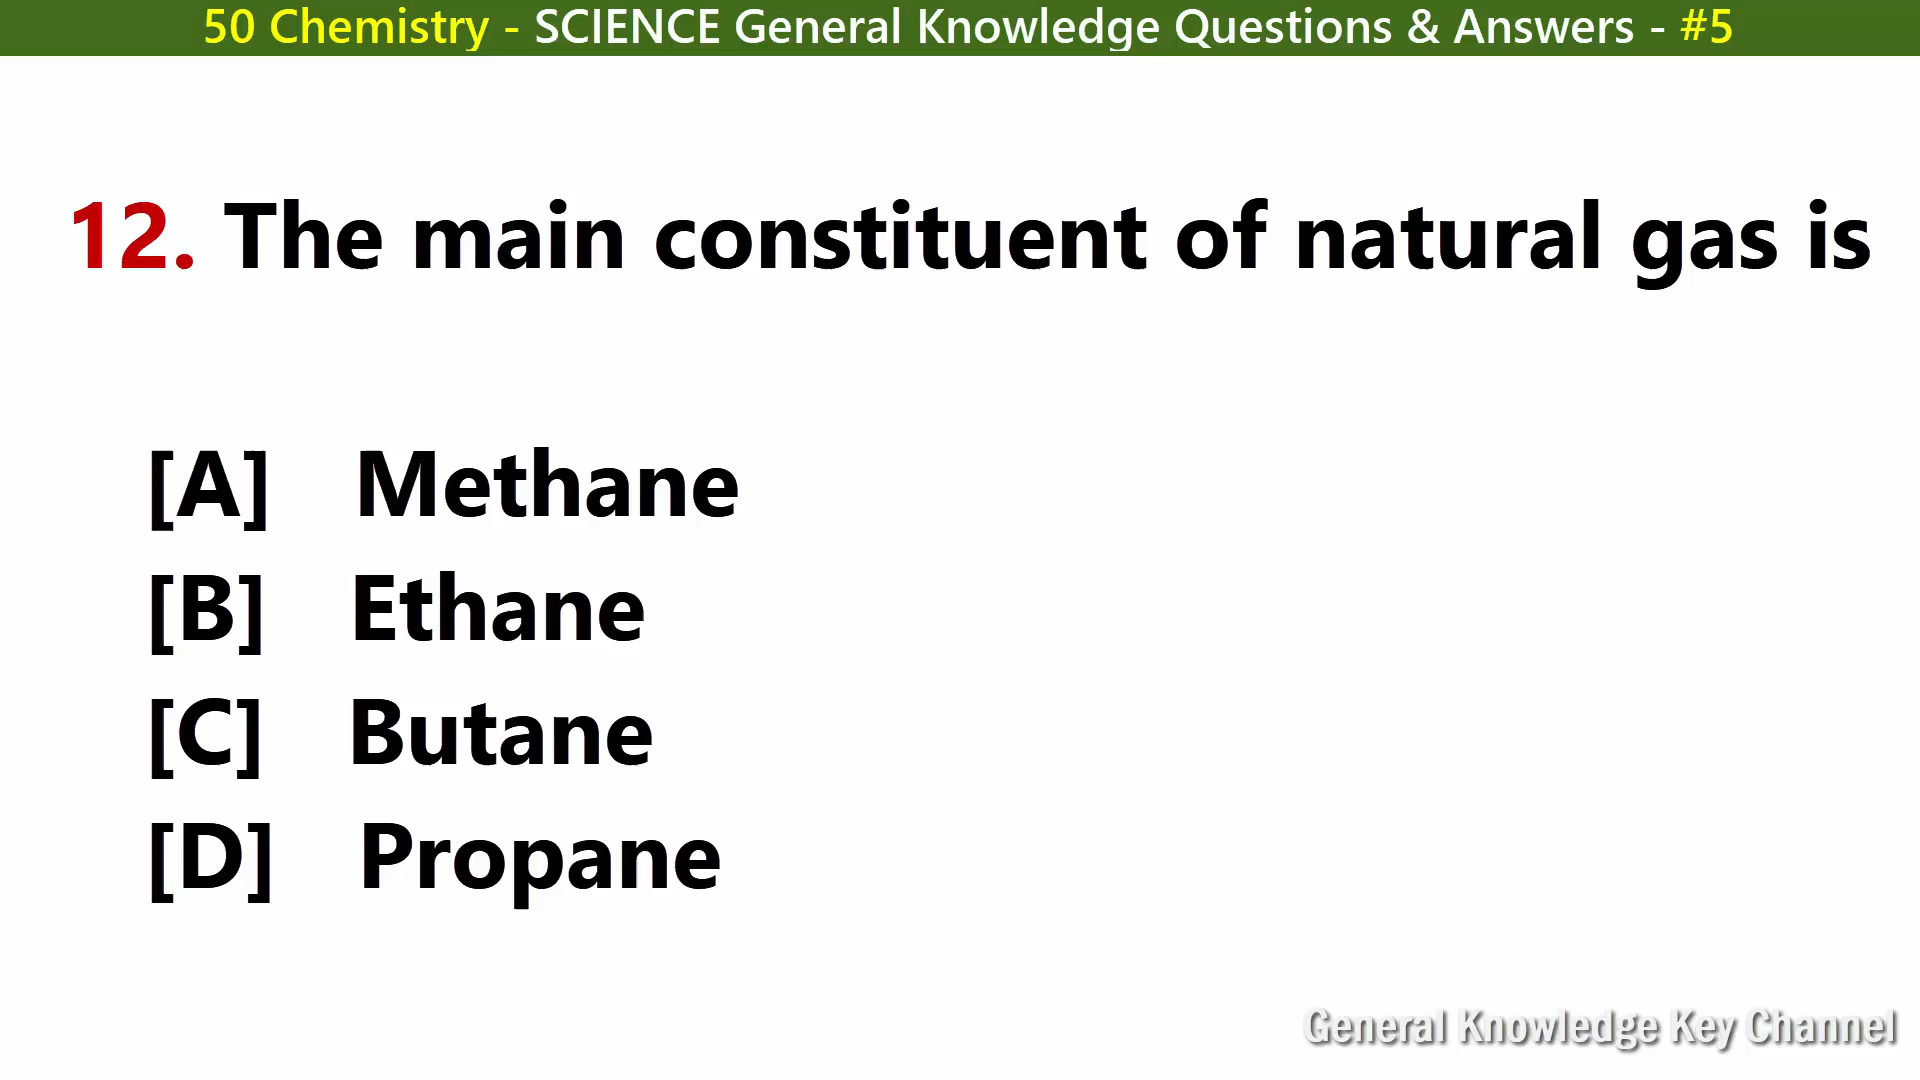 50 Chemistry - SCIENCE General Knowledge Questions & Answers - #5
12. The main constituent of natural gas is
[A] Methane
[B] Ethane
[C] Butane
[D] Propane
General Knowledge Key Channel